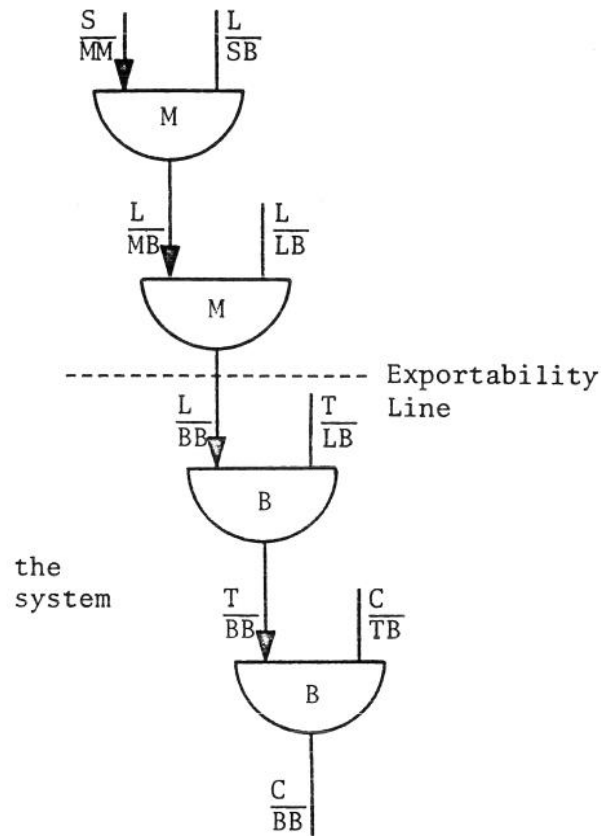 S L
MM SB
M
L L
MB LB
M
Exportability
Line
L T
BB LB
B
the
system
T C
BB TB
B
C
BB